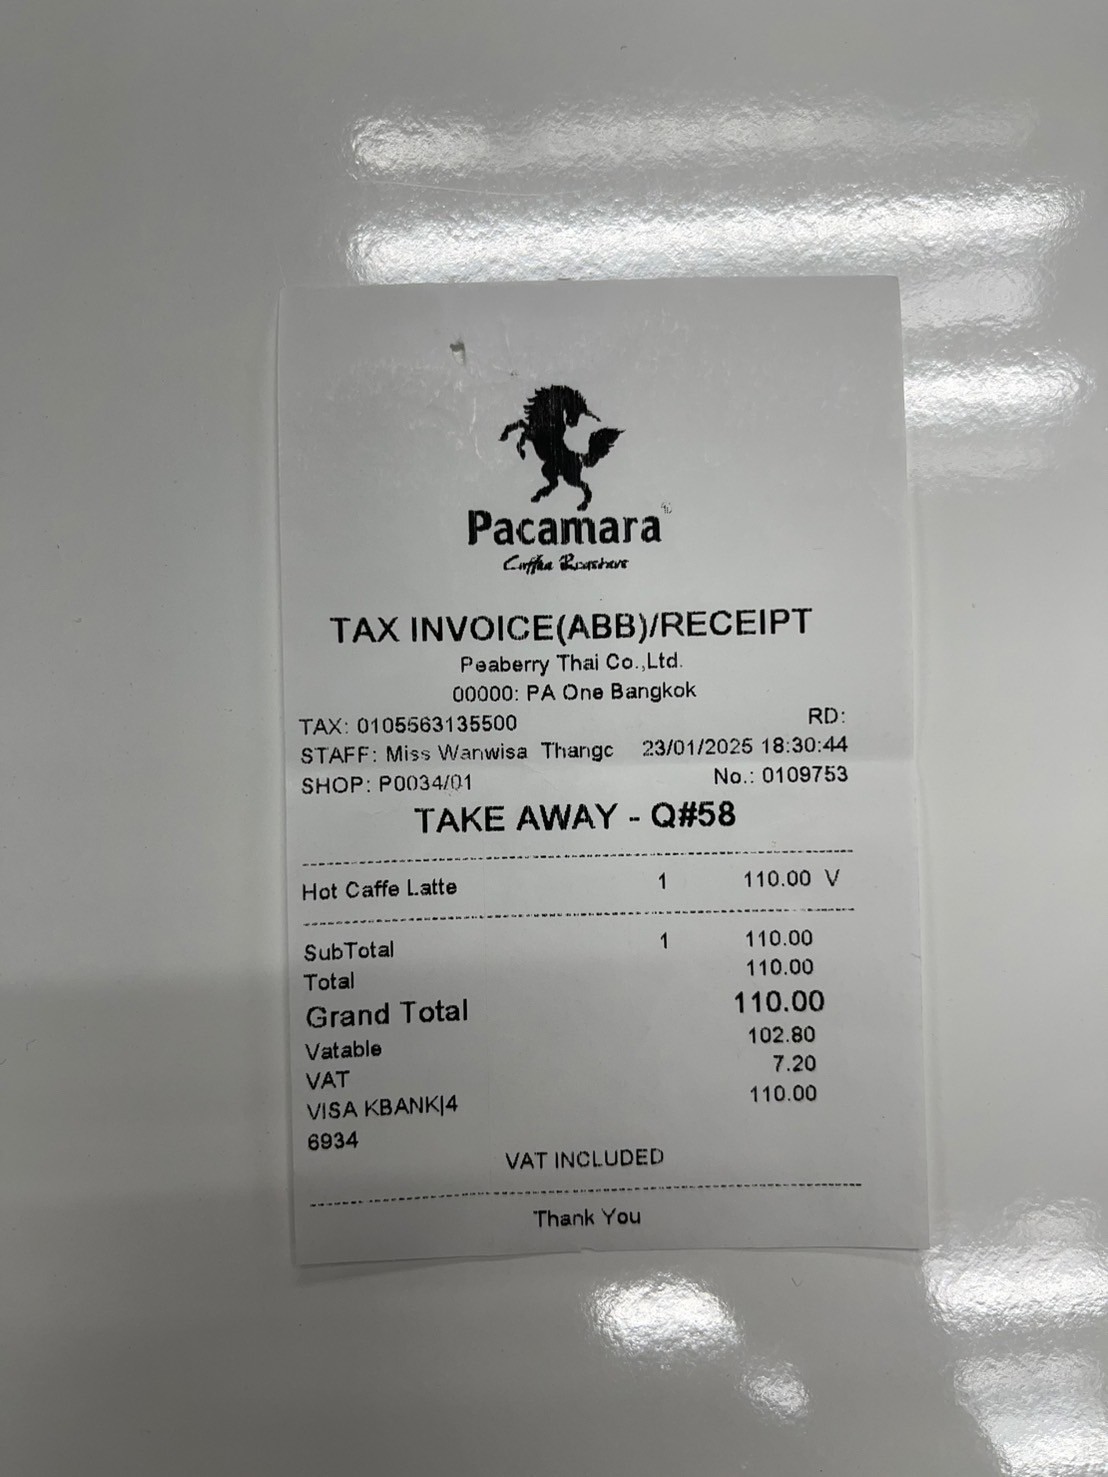 Pacamara
Coffee Roasters
TAX INVOICE(ABB)/RECEIPT
Peaberry Thai Co.,Ltd.
00000: PA One Bangkok
TAX: 0105563135500 RD:
STAFF: Miss Wanwisa Thangc 23/01/2025 18:30:44
SHOP: P0034/01 No.: 0109753
TAKE AWAY - Q#58
Hot Caffe Latte 1 110.00 V
SubTotal 1 110.00
Total 110.00
Grand Total 110.00
Vatable 102.80
VAT 7.20
VISA KBANK|4 110.00
6934
VAT INCLUDED
Thank You